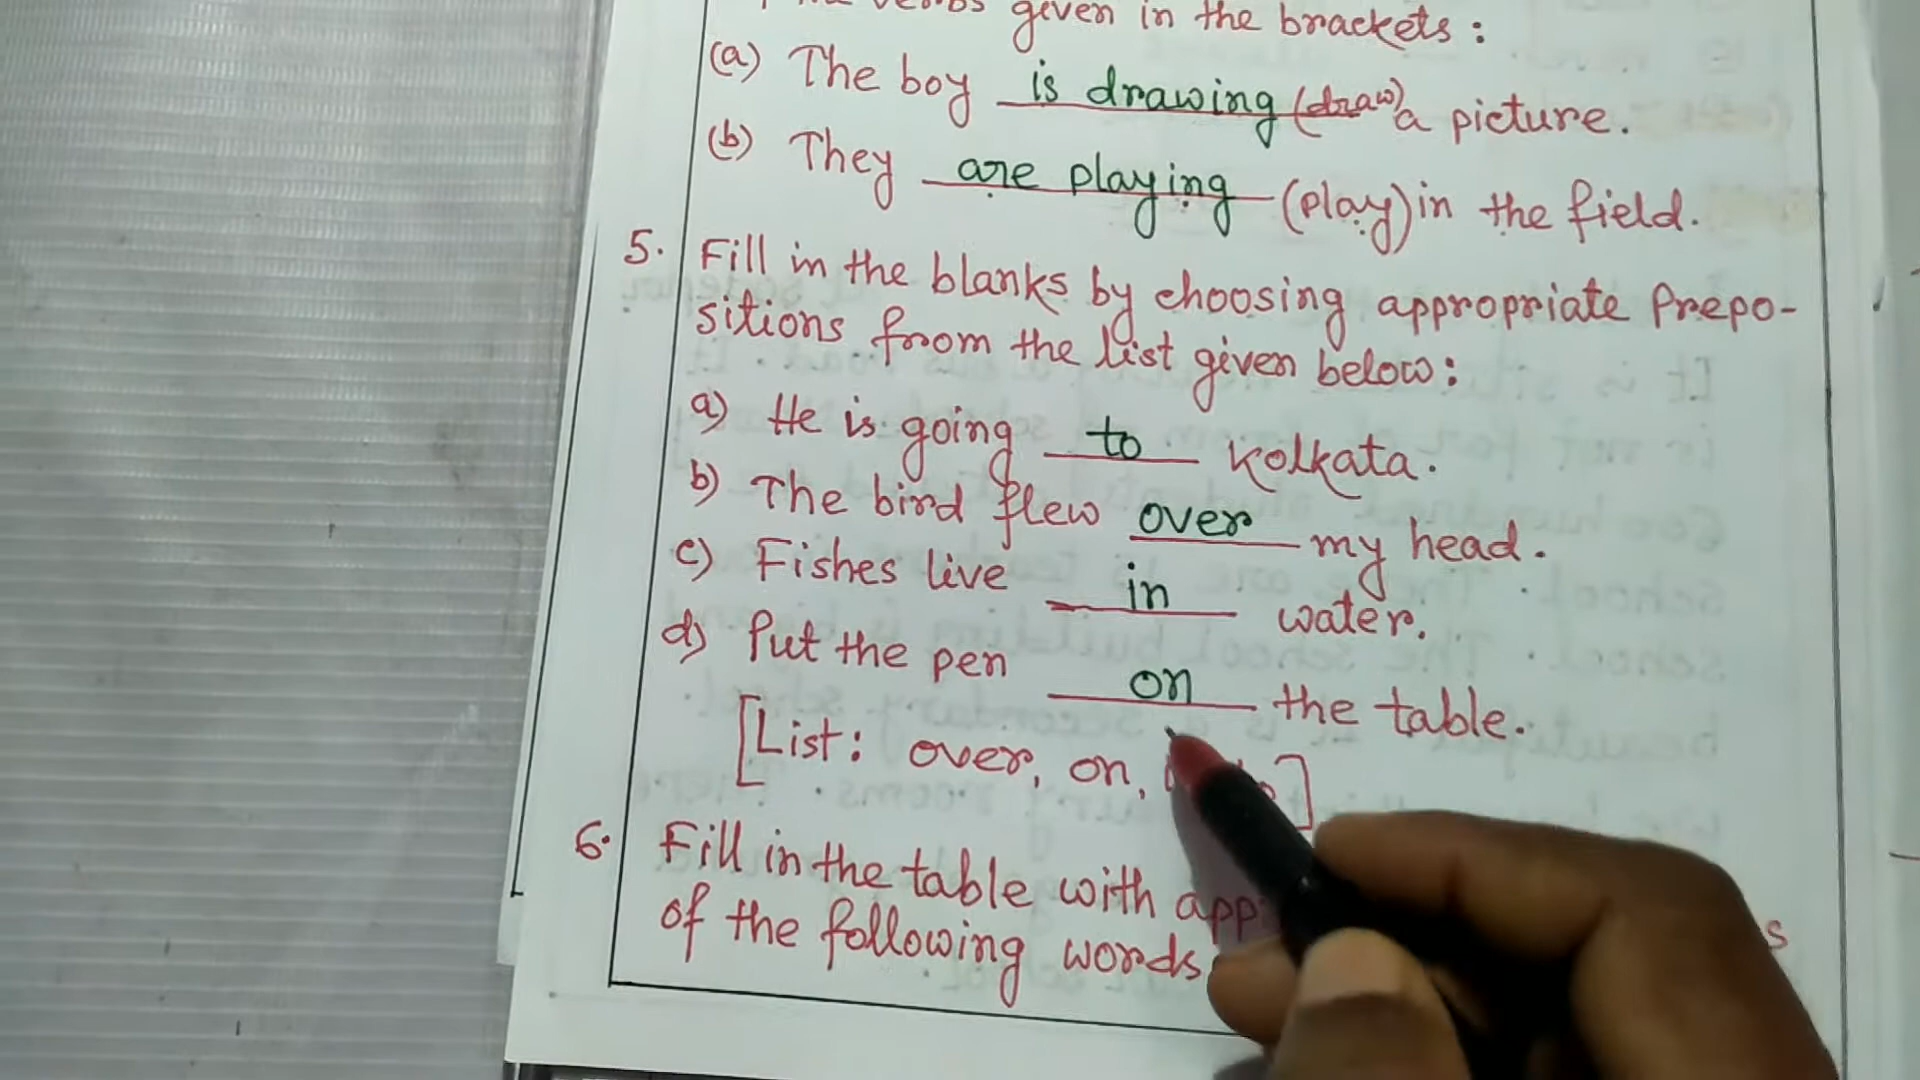 verbs given in the brackets:
(a) The boy is drawing (draw) a picture.
(b) They are playing (play) in the field.
5. Fill in the blanks by choosing appropriate Prepo-
sitions from the list given below:
a) He is going to Kolkata.
b) The bird flew over my head.
c) Fishes live in water.
d) Put the pen on the table.
[List: over, on, ]
6. Fill in the table with
of the following words